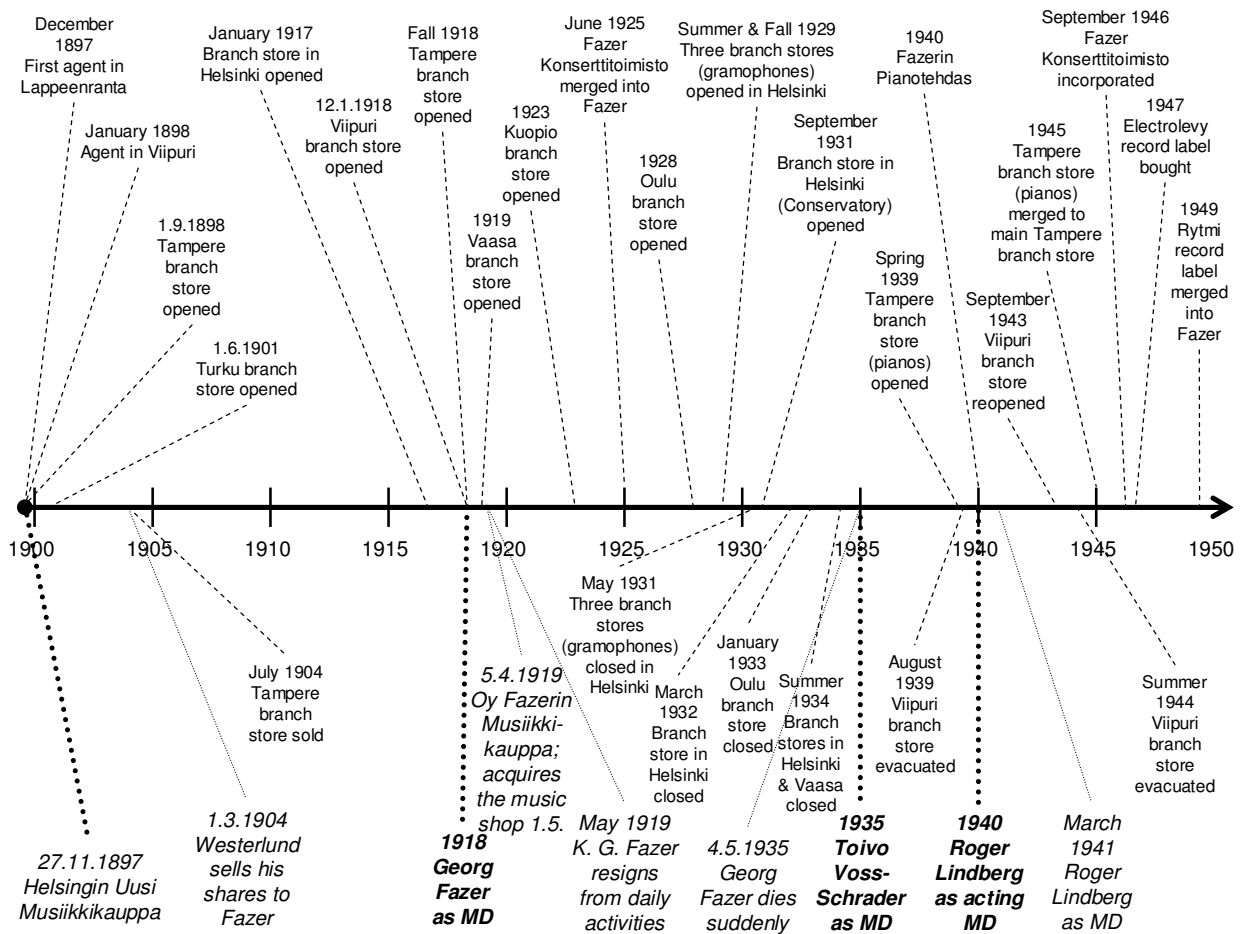 December
1897
First agent in
Lappeenranta
January 1898
Agent in Viipuri
1.9.1898
Tampere
branch
store
opened
1.6.1901
Turku branch
store opened
January 1917
Branch store in
Helsinki opened
12.1.1918
Viipuri
branch store
opened
Fall 1918
Tampere
branch
store
opened
1919
Vaasa
branch
store
opened
1923
Kuopio
branch
store
opened
June 1925
Fazer
Konserttitoimisto
merged into
Fazer
1928
Oulu
branch
store
opened
Summer & Fall 1929
Three branch stores
(gramophones)
opened in Helsinki
September
1931
Branch store in
Helsinki
(Conservatory)
opened
1940
Fazerin
Pianotehdas
Spring
1939
Tampere
branch
store
(pianos)
opened
September
1943
Viipuri
branch
store
reopened
1945
Tampere
branch store
(pianos)
merged to
main Tampere
branch store
September 1946
Fazer
Konserttitoimisto
incorporated
1947
Electrolevy
record label
bought
1949
Rytmi
record
label
merged
into
Fazer
1900 1905 1910 1915 1920 1925 1930 1935 1940 1945 1950
27.11.1897
Helsingin Uusi
Musiikkikauppa
1.3.1904
Westerlund
sells his
shares to
Fazer
July 1904
Tampere
branch
store sold
1918
Georg
Fazer
as MD
5.4.1919
Oy Fazerin
Musiikki-
kauppa;
acquires
the music
shop 1.5.
May 1919
K. G. Fazer
resigns
from daily
activities
May 1931
Three branch
stores
(gramophones)
closed in
Helsinki
March
1932
Branch
store in
Helsinki
closed
January
1933
Oulu
branch
store
closed
Summer
1934
Branch
stores in
Helsinki
& Vaasa
closed
4.5.1935
Georg
Fazer dies
suddenly
1935
Toivo
Voss-
Schrader
as MD
August
1939
Viipuri
branch
store
evacuated
1940
Roger
Lindberg
as acting
MD
March
1941
Roger
Lindberg
as MD
Summer
1944
Viipuri
branch
store
evacuated